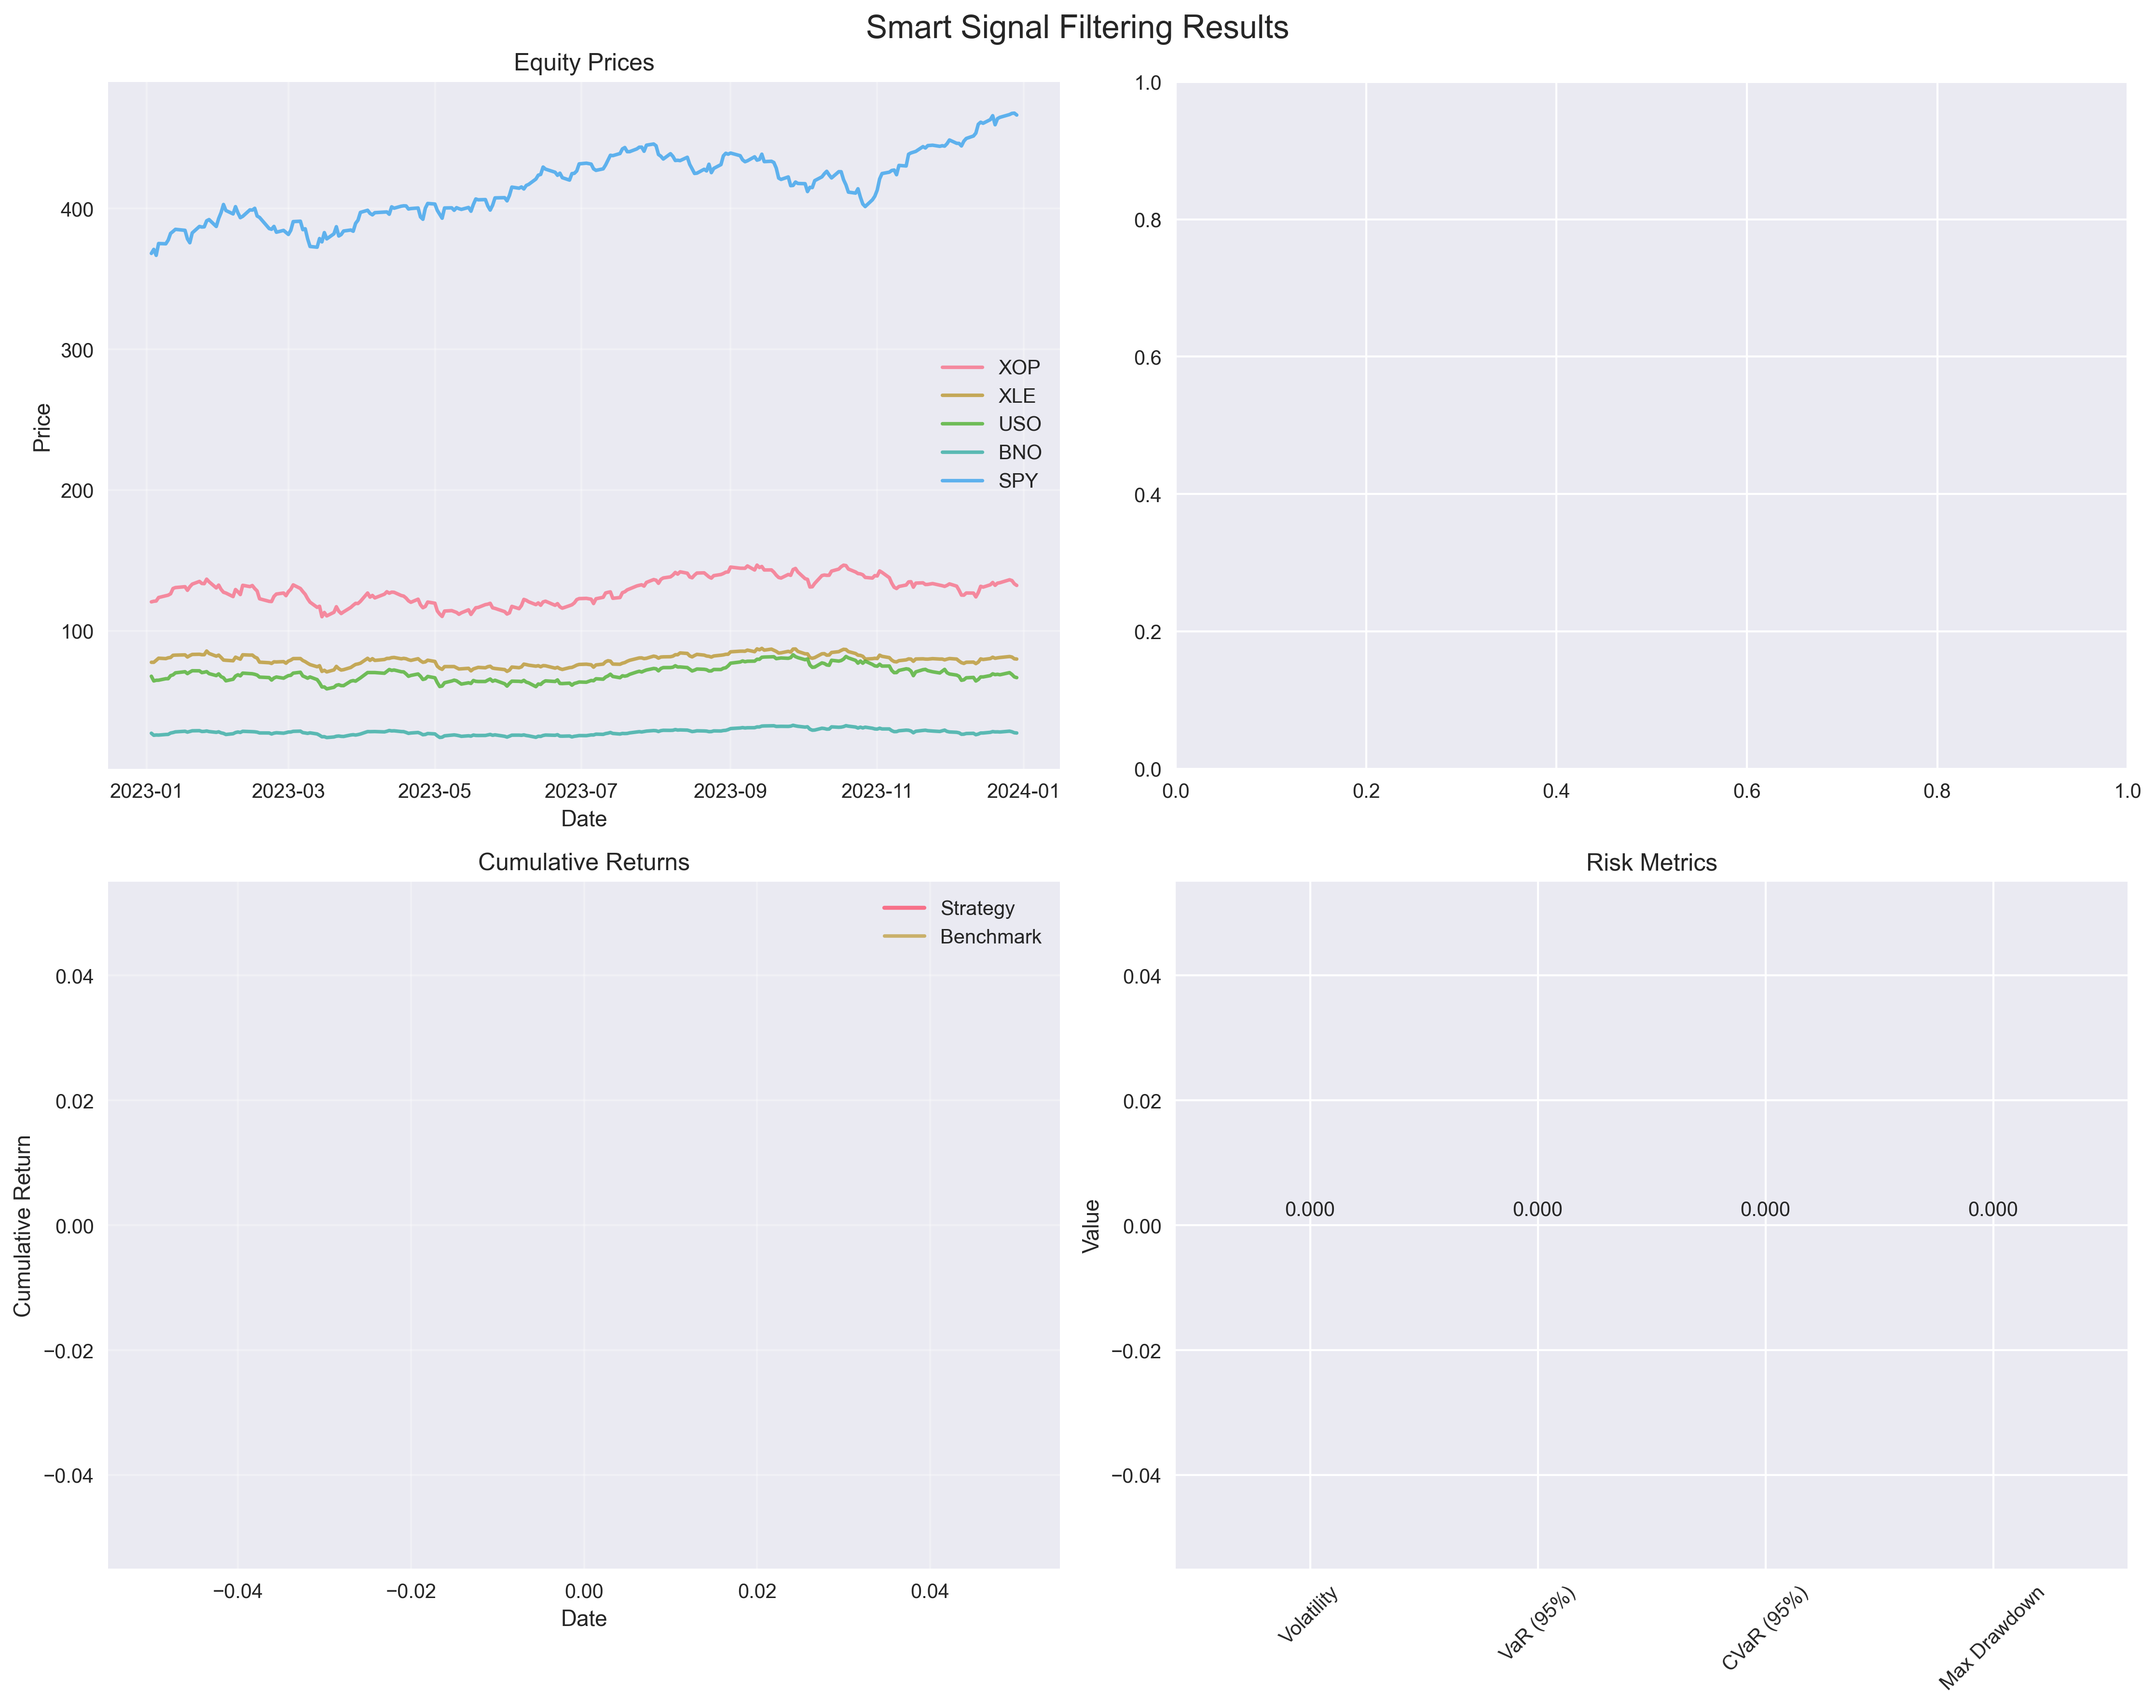 Smart Signal Filtering Results
Equity Prices
Price
400
300
200
100
XOP
XLE
USO
BNO
SPY
2023-01 2023-03 2023-05 2023-07 2023-09 2023-11 2024-01
Date
1.0
0.8
0.6
0.4
0.2
0.0
0.0 0.2 0.4 0.6 0.8 1.0
Cumulative Returns
Cumulative Return
Strategy
Benchmark
0.04
0.02
0.00
−0.02
−0.04
−0.04 −0.02 0.00 0.02 0.04
Date
Risk Metrics
Value
0.04
0.02
0.00
−0.02
−0.04
0.000 0.000 0.000 0.000
Volatility
VaR (95%)
CVaR (95%)
Max Drawdown